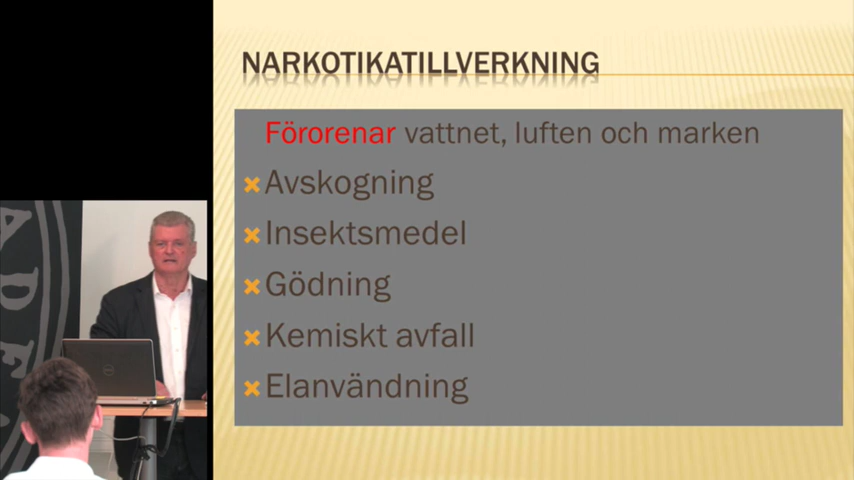 NARKOTIKATILLVERKNING
Förorenar vattnet, luften och marken
Avskogning
Insektsmedel
Gödning
Kemiskt avfall
Elanvändning